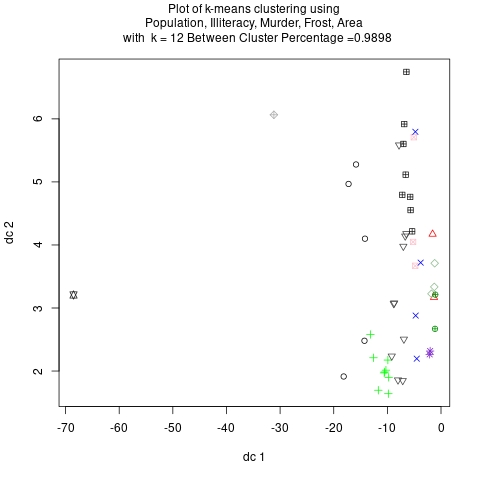 Plot of k-means clustering using
Population, Illiteracy, Murder, Frost, Area
with k = 12 Between Cluster Percentage =0.9898
6
5
4
3
2
dc 2
-70 -60 -50 -40 -30 -20 -10 0
dc 1